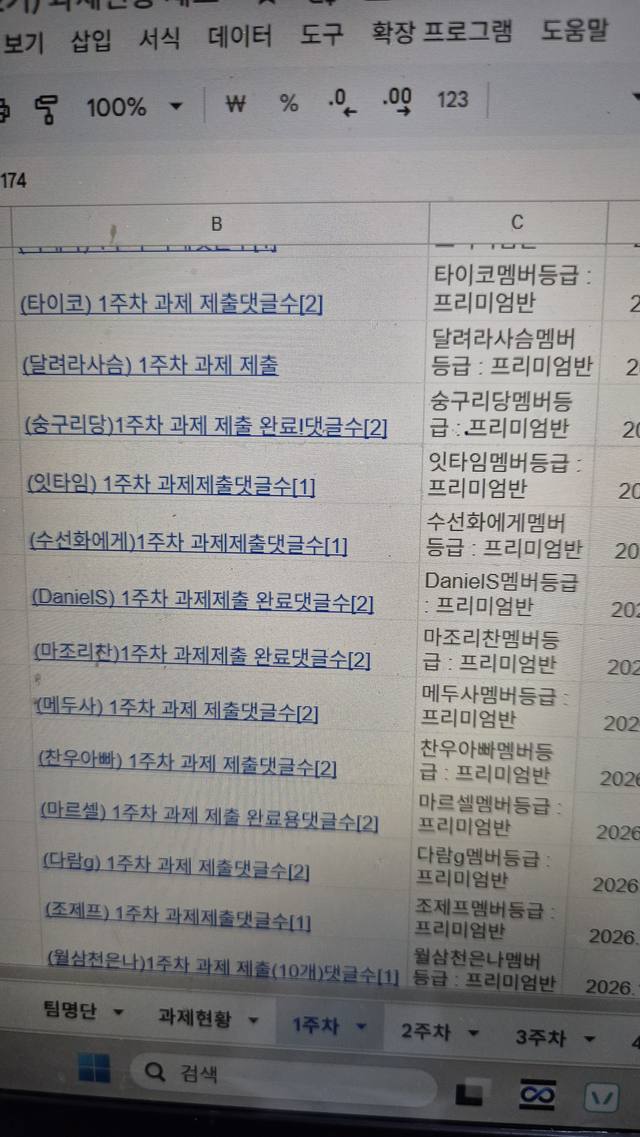 보기 삽입 서식 데이터 도구 확장 프로그램 도움말
100% ₩ % .0 .00 123
174
B C
타이코멤버등급 :
(타이코) 1주차 과제 제출댓글수[2] 프리미엄반
달려라사슴멤버
(달려라사슴) 1주차 과제 제출 등급 : 프리미엄반
숭구리당멤버등
(숭구리당)1주차 과제 제출 완료!댓글수[2] 급 : 프리미엄반
잇타임멤버등급 :
(잇타임) 1주차 과제제출댓글수[1] 프리미엄반
수선화에게멤버
(수선화에게)1주차 과제제출댓글수[1] 등급 : 프리미엄반
DanielS멤버등급
(DanielS) 1주차 과제제출 완료댓글수[2] : 프리미엄반
마조리찬멤버등
(마조리찬)1주차 과제제출 완료댓글수[2] 급 : 프리미엄반
메두사멤버등급 :
(메두사) 1주차 과제 제출댓글수[2] 프리미엄반
찬우아빠멤버등
(찬우아빠) 1주차 과제 제출댓글수[2] 급 : 프리미엄반 2026
마르셀멤버등급 :
(마르셀) 1주차 과제 제출 완료용댓글수[2] 프리미엄반 2026
다람g멤버등급 :
(다람g) 1주차 과제 제출댓글수[2] 프리미엄반 2026.
조제프멤버등급 :
(조제프) 1주차 과제제출댓글수[1] 프리미엄반 2026.
월삼천은나멤버
(월삼천은나)1주차 과제 제출(10개)댓글수[1] 등급 : 프리미엄반 2026.
팀명단 과제현황 1주차 2주차 3주차
검색